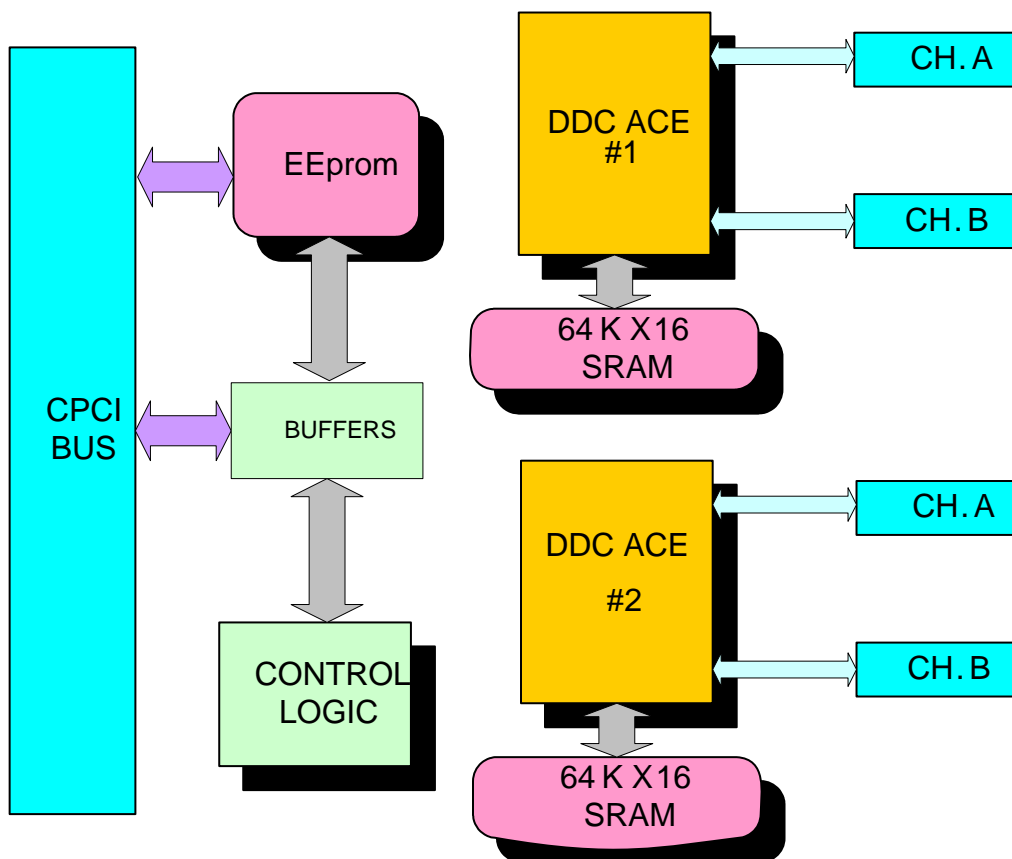 CPCI
BUS
EEprom
BUFFERS
CONTROL
LOGIC
DDC ACE
#1
64 K X16
SRAM
CH. A
CH. B
DDC ACE
#2
64 K X16
SRAM
CH. A
CH. B